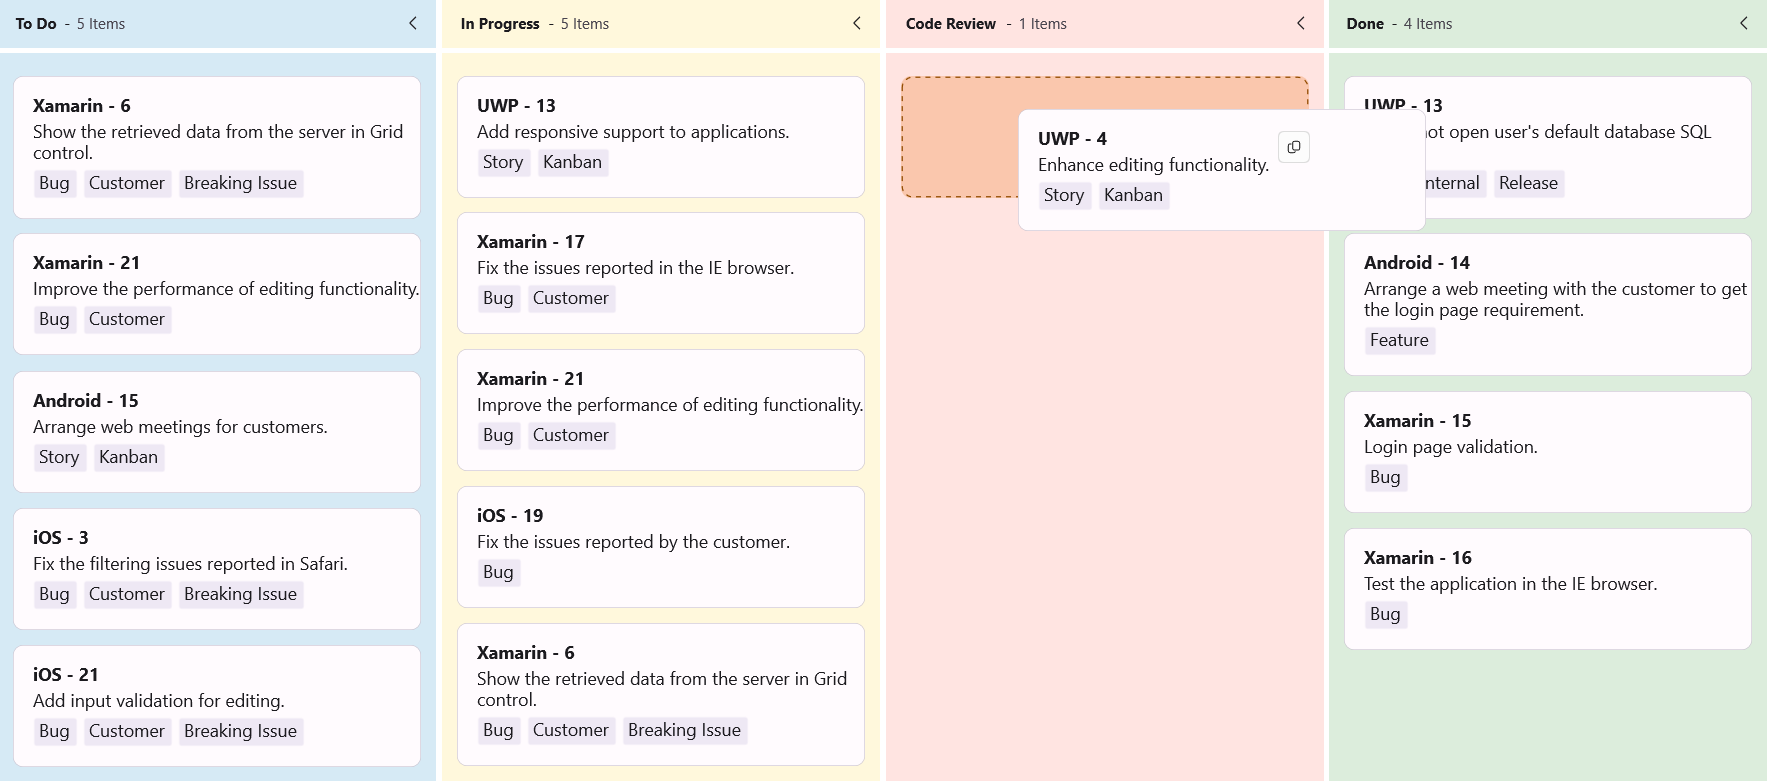 To Do - 5 Items
Xamarin - 6
Show the retrieved data from the server in Grid
control.
Bug Customer Breaking Issue
Xamarin - 21
Improve the performance of editing functionality.
Bug Customer
Android - 15
Arrange web meetings for customers.
Story Kanban
iOS - 3
Fix the filtering issues reported in Safari.
Bug Customer Breaking Issue
iOS - 21
Add input validation for editing.
Bug Customer Breaking Issue
In Progress - 5 Items
UWP - 13
Add responsive support to applications.
Story Kanban
Xamarin - 17
Fix the issues reported in the IE browser.
Bug Customer
Xamarin - 21
Improve the performance of editing functionality.
Bug Customer
iOS - 19
Fix the issues reported by the customer.
Bug
Xamarin - 6
Show the retrieved data from the server in Grid
control.
Bug Customer Breaking Issue
Code Review - 1 Items
UWP - 4
Enhance editing functionality.
Story Kanban
Done - 4 Items
UWP - 13
open user's default database SQL
Release
Android - 14
Arrange a web meeting with the customer to get
the login page requirement.
Feature
Xamarin - 15
Login page validation.
Bug
Xamarin - 16
Test the application in the IE browser.
Bug